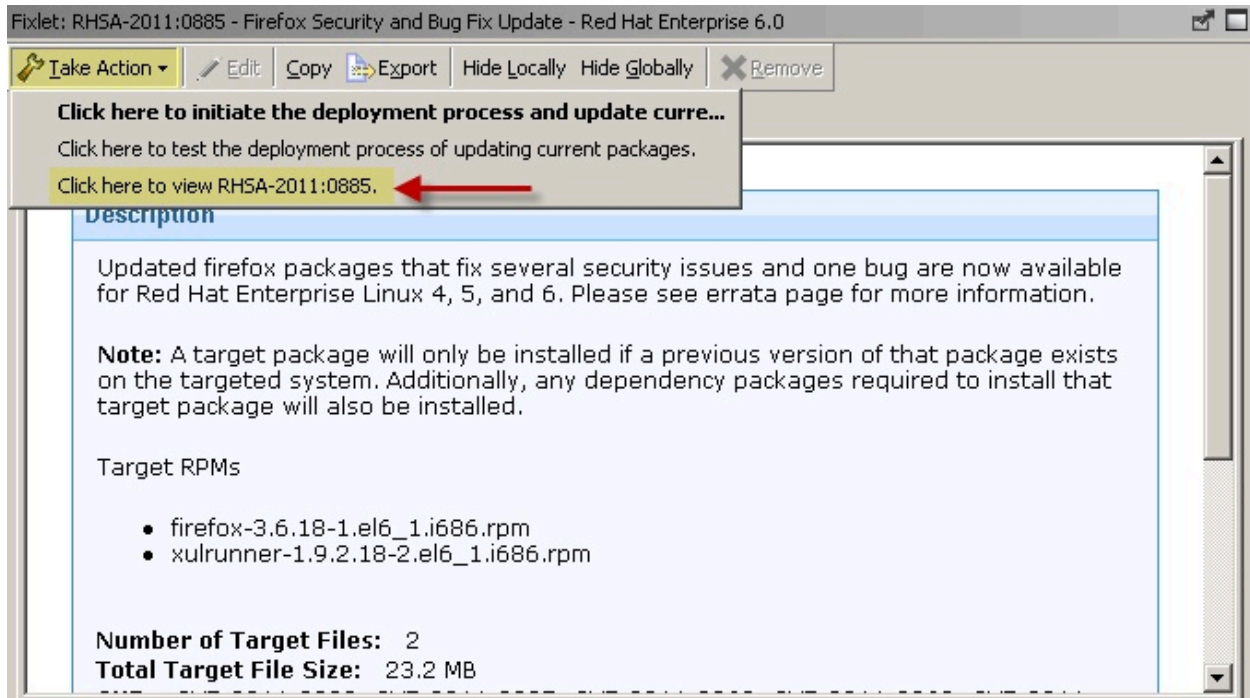 Fixlet: RHSA-2011:0885 - Firefox Security and Bug Fix Update - Red Hat Enterprise 6.0
Take Action Edit Copy Export Hide Locally Hide Globally Remove
Click here to initiate the deployment process and update curre...
Click here to test the deployment process of updating current packages.
Click here to view RHSA-2011:0885.
Description
Updated firefox packages that fix several security issues and one bug are now available
for Red Hat Enterprise Linux 4, 5, and 6. Please see errata page for more information.
Note: A target package will only be installed if a previous version of that package exists
on the targeted system. Additionally, any dependency packages required to install that
target package will also be installed.
Target RPMs
• firefox-3.6.18-1.el6_1.i686.rpm
• xulrunner-1.9.2.18-2.el6_1.i686.rpm
Number of Target Files: 2
Total Target File Size: 23.2 MB